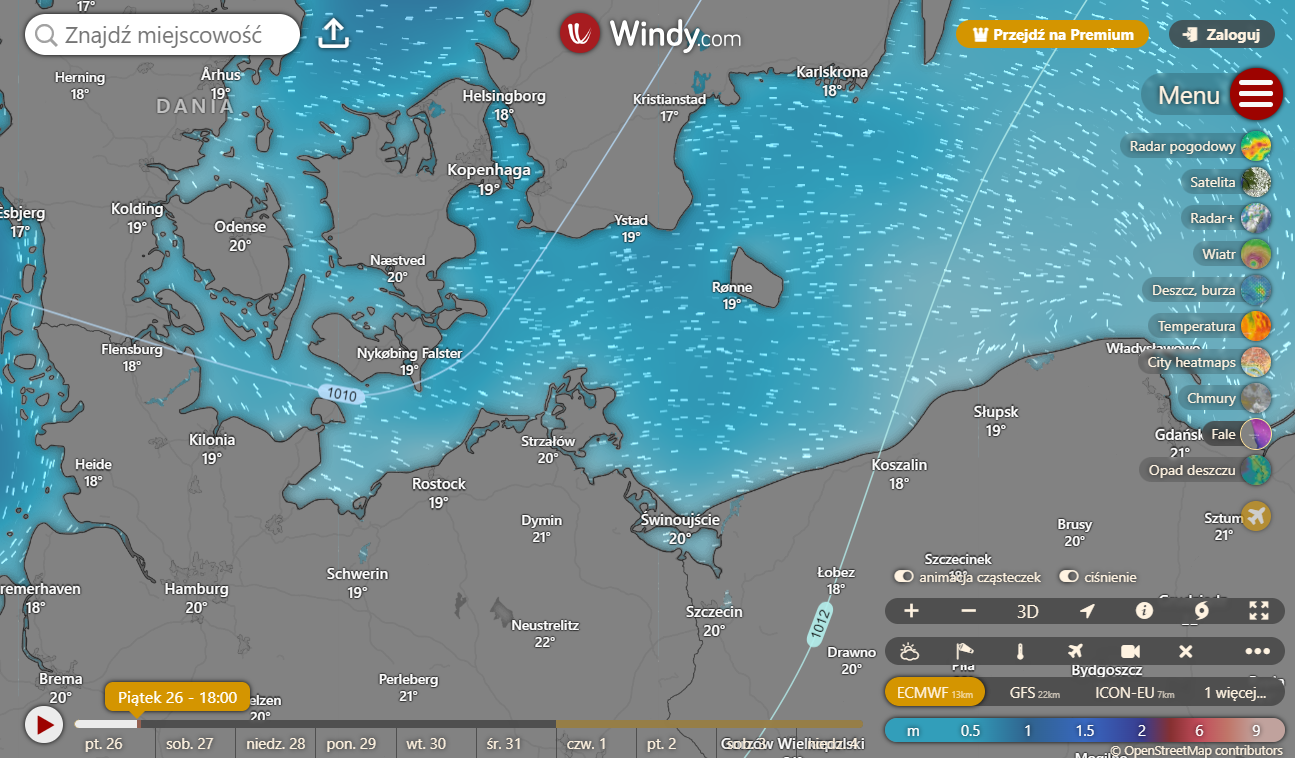 17°
Znajdź miejscowość
Windy.com
Przejdź na Premium
Zaloguj
Herning
18°
Århus
19°
DANIA
Helsingborg
18°
Kristianstad
17°
Karlskrona
18°
Menu
Radar pogodowy
Satelita
Radar+
Wiatr
Deszcz, burza
Temperatura
City heatmaps
Chmury
Fale
Opad deszczu
Kopenhaga
19°
Esbjerg
17°
Kolding
19°
Odense
20°
Ystad
19°
Næstved
20°
Rønne
19°
Flensburg
18°
Nykøbing Falster
19°
Władysławowo
1010
Słupsk
19°
Kilonia
19°
Strzałów
20°
Gdańsk
21°
Heide
18°
Rostock
19°
Koszalin
18°
Dymin
21°
Świnoujście
20°
Brusy
20°
Sztum
21°
Schwerin
19°
Szczecinek
Łobez
18°
animacja cząsteczek
ciśnienie
remerhaven
18°
Hamburg
20°
Neustrelitz
22°
Szczecin
20°
1012
3D
Drawno
20°
Piła
Bydgoszcz
Brema
20°
Perleberg
21°
elzen
20°
Piątek 26 - 18:00
ECMWF 13km
GFS 22km
ICON-EU 7km
1 więcej...
m 0.5 1 1.5 2 6 9
pt. 26
sob. 27
niedz. 28
pon. 29
wt. 30
śr. 31
czw. 1
pt. 2
Gorzów Wielkopolski
© OpenStreetMap contributors